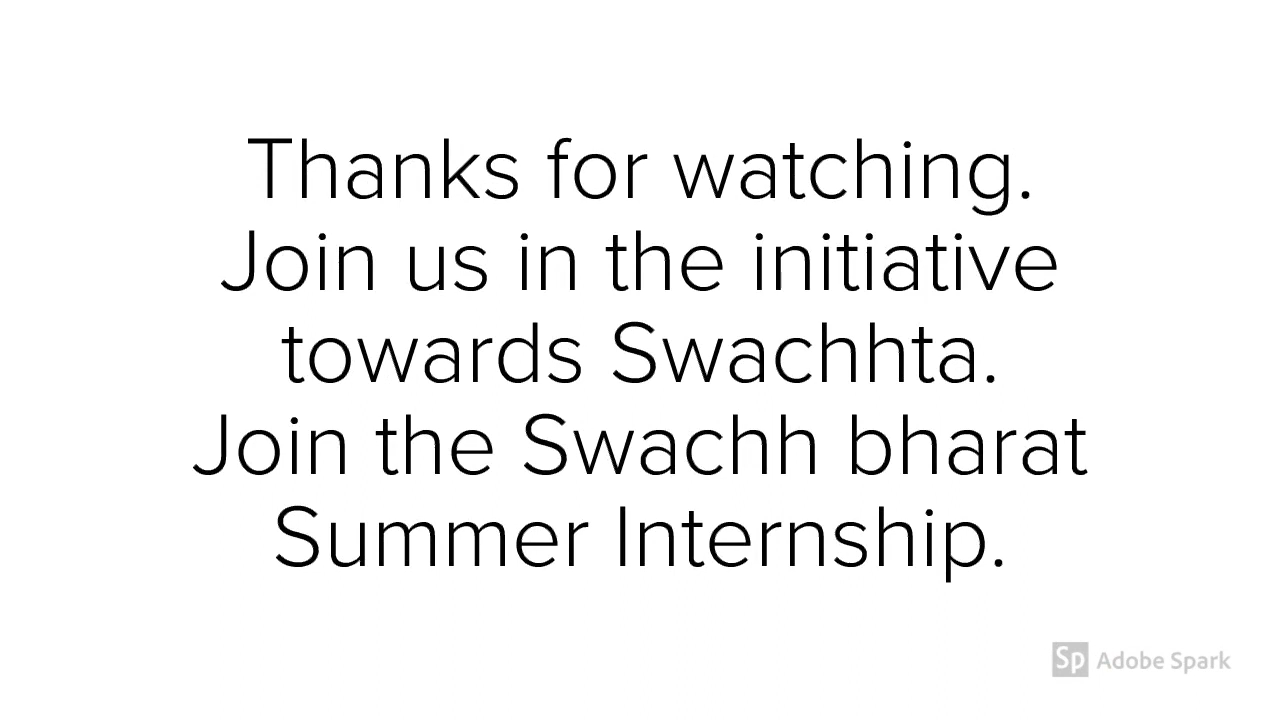 Thanks for watching.
Join us in the initiative
towards Swachhta.
Join the Swachh bharat
Summer Internship.
Sp Adobe Spark